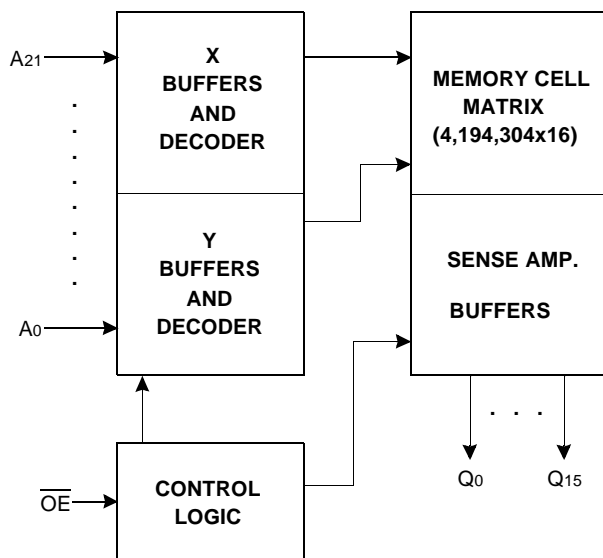 A21
X
BUFFERS
AND
DECODER
MEMORY CELL
MATRIX
(4,194,304x16)
Y
BUFFERS
AND
DECODER
A0
SENSE AMP.
BUFFERS
OE
CONTROL
LOGIC
Q0
Q15